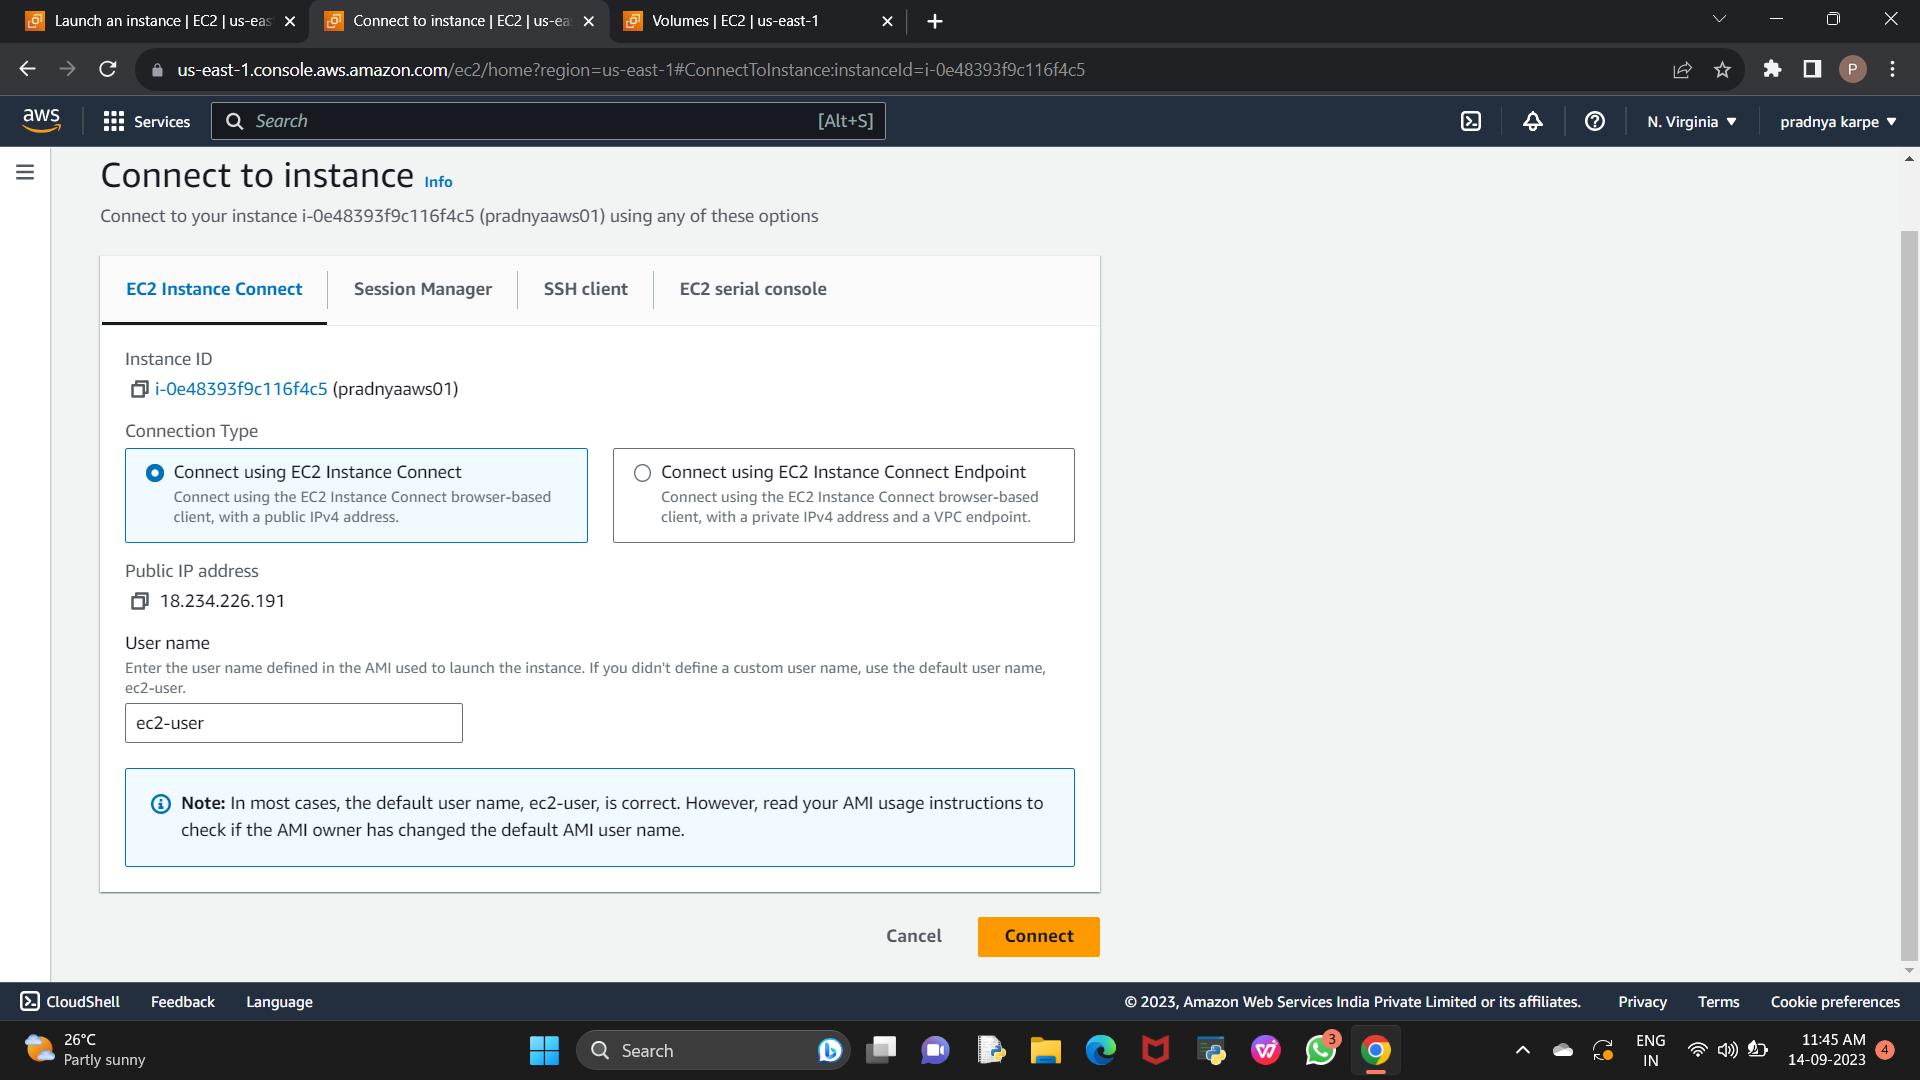 Launch an instance | EC2 | us-eas
Connect to instance | EC2 | us-ea
Volumes | EC2 | us-east-1
us-east-1.console.aws.amazon.com/ec2/home?region=us-east-1#ConnectToInstance:instanceId=i-0e48393f9c116f4c5
P
aws
Services
Search
[Alt+S]
N. Virginia
pradnya karpe
Connect to instance Info
Connect to your instance i-0e48393f9c116f4c5 (pradnyaaws01) using any of these options
EC2 Instance Connect
Session Manager
SSH client
EC2 serial console
Instance ID
i-0e48393f9c116f4c5 (pradnyaaws01)
Connection Type
Connect using EC2 Instance Connect
Connect using the EC2 Instance Connect browser-based
client, with a public IPv4 address.
Connect using EC2 Instance Connect Endpoint
Connect using the EC2 Instance Connect browser-based
client, with a private IPv4 address and a VPC endpoint.
Public IP address
18.234.226.191
User name
Enter the user name defined in the AMI used to launch the instance. If you didn't define a custom user name, use the default user name,
ec2-user.
ec2-user
Note: In most cases, the default user name, ec2-user, is correct. However, read your AMI usage instructions to
check if the AMI owner has changed the default AMI user name.
Cancel
Connect
CloudShell
Feedback
Language
© 2023, Amazon Web Services India Private Limited or its affiliates.
Privacy
Terms
Cookie preferences
26°C
Partly sunny
Search
3
ENG
IN
11:45 AM
14-09-2023
4